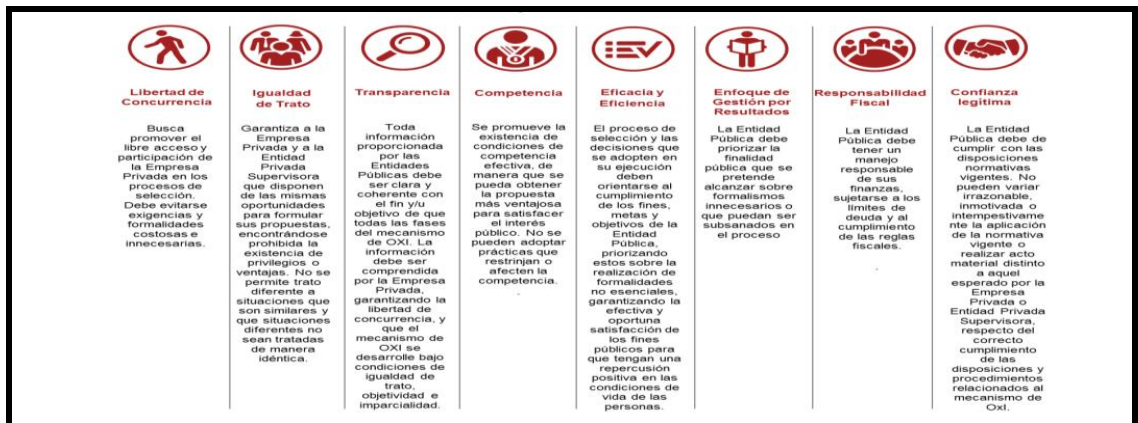 Libertad de
Concurrencia
Busca
promover el
libre acceso y
participación de
la Empresa
Privada en los
procesos de
selección.
Debe evitarse
exigencias y
formalidades
costosas e
innecesarias.
Igualdad
de Trato
Garantiza a la
Empresa
Privada y a la
Entidad
Privada
Supervisora
que disponen
de las mismas
oportunidades
para formular
sus propuestas,
encontrándose
prohibida la
existencia de
privilegios o
ventajas. No se
permite trato
diferente a
situaciones que
son similares y
que situaciones
diferentes no
sean tratadas
de manera
idéntica.
Transparencia
Toda
información
proporcionada
por las
Entidades
Públicas debe
ser clara y
coherente con
el fin y/u
objetivo de que
todas las fases
del mecanismo
de OXI. La
información
debe ser
comprendida
por la Empresa
Privada,
garantizando la
libertad de
concurrencia, y
que el
mecanismo de
OXI se
desarrolle bajo
condiciones de
igualdad de
trato,
objetividad e
imparcialidad.
Competencia
Se promueve la
existencia de
condiciones de
competencia
efectiva, de
manera que se
pueda obtener
la propuesta
más ventajosa
para satisfacer
el interés
público. No se
pueden adoptar
prácticas que
restrinjan o
afecten la
competencia.
.
Eficacia y
Eficiencia
El proceso de
selección y las
decisiones que
se adopten en
su ejecución
deben
orientarse al
cumplimiento
de los fines,
metas y
objetivos de la
Entidad
Pública,
priorizando
estos sobre la
realización de
formalidades
no esenciales,
garantizando la
efectiva y
oportuna
satisfacción de
los fines
públicos para
que tengan una
repercusión
positiva en las
condiciones de
vida de las
personas.
Enfoque de
Gestión por
Resultados
La Entidad
Pública debe
priorizar la
finalidad
pública que se
pretende
alcanzar sobre
formalismos
innecesarios o
que puedan ser
subsanados en
el proceso
Responsabilidad
Fiscal
La Entidad
Pública debe
tener un
manejo
responsable
de sus
finanzas,
sujetarse a los
límites de
deuda y al
cumplimiento
de las reglas
fiscales.
.
Confianza
legitima
La Entidad
Pública debe de
cumplir con las
disposiciones
normativas
vigentes. No
pueden variar
irrazonable,
inmotivada o
intempestivame
nte la aplicación
de la normativa
vigente o
realizar acto
material distinto
a aquel
esperado por la
Empresa
Privada o
Entidad Privada
Supervisora,
respecto del
correcto
cumplimiento
de las
disposiciones y
procedimientos
relacionados al
mecanismo de
OxI.